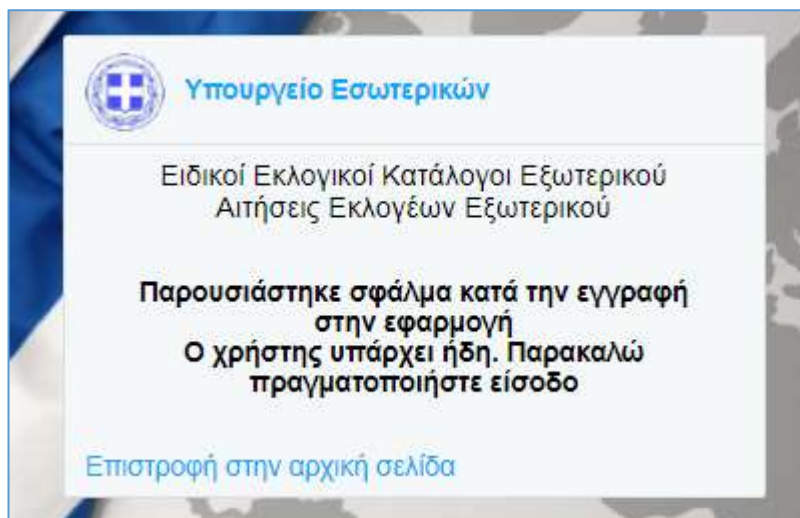 Υπουργείο Εσωτερικών
Ειδικοί Εκλογικοί Κατάλογοι Εξωτερικού
Αιτήσεις Εκλογέων Εξωτερικού
Παρουσιάστηκε σφάλμα κατά την εγγραφή
στην εφαρμογή
Ο χρήστης υπάρχει ήδη. Παρακαλώ
πραγματοποιήστε είσοδο
Επιστροφή στην αρχική σελίδα